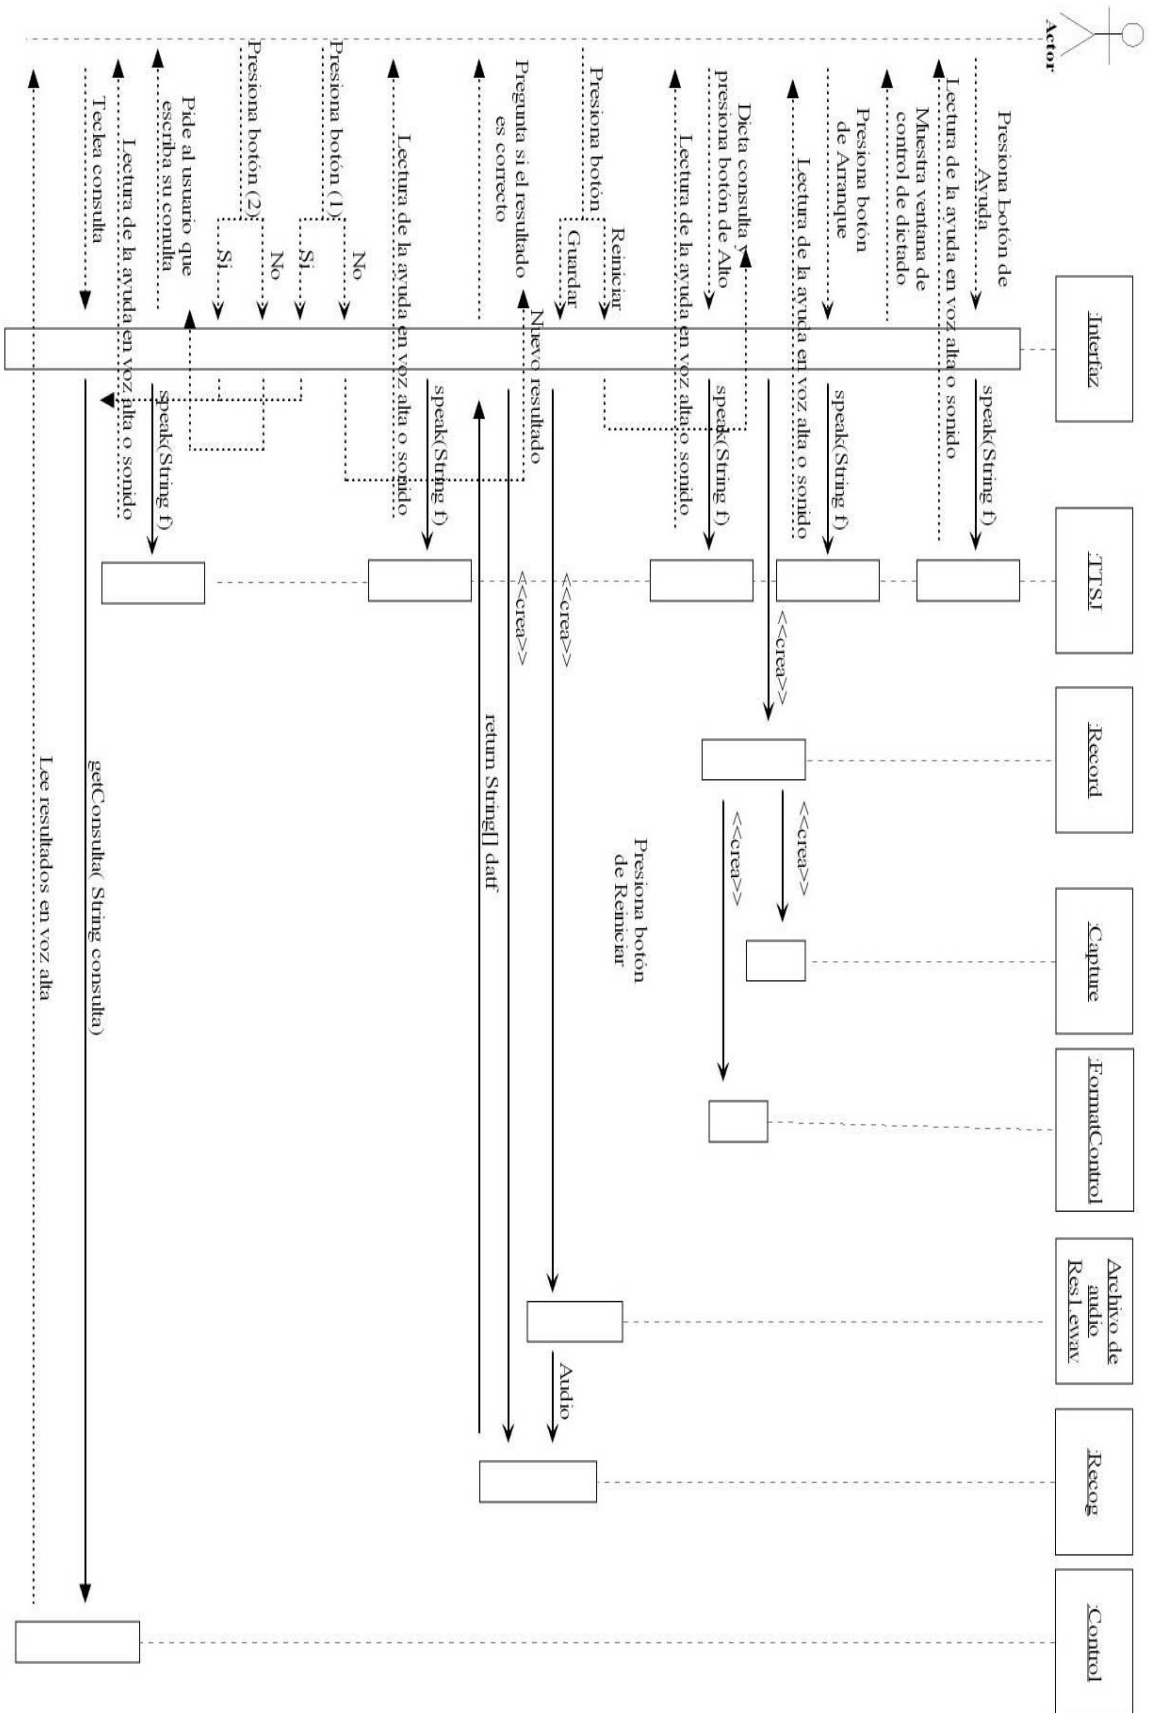 Actor
:Interfaz
:TTSJ
:Record
:Capture
:FormatControl
Archivo de
audio
Res1.ewav
:Recog
:Control
Presiona botón de
Ayuda
speak(String f)
Lectura de la ayuda en voz alta o sonido
Muestra ventana de
control de dictado
Presiona botón
de Arranque
speak(String f)
Lectura de la ayuda en voz alta o sonido
<<crea>>
<<crea>>
<<crea>>
Dicta consulta y
presiona botón de Alto
speak(String f)
Lectura de la ayuda en voz alta o sonido
Presiona botón
de Reiniciar
Presiona botón
Reiniciar
Guardar
<<crea>>
Audio
Nuevo resultado
<<crea>>
Pregunta si el resultado
es correcto
return String[] datf
speak(String f)
Lectura de la ayuda en voz alta o sonido
Presiona botón (1)
No
Si
Presiona botón (2)
No
Si
Pide al usuario que
escriba su conulta
speak(String f)
Lectura de la ayuda en voz alta o sonido
Teclea consulta
getConsulta( String consulta)
Lee resultados en voz alta